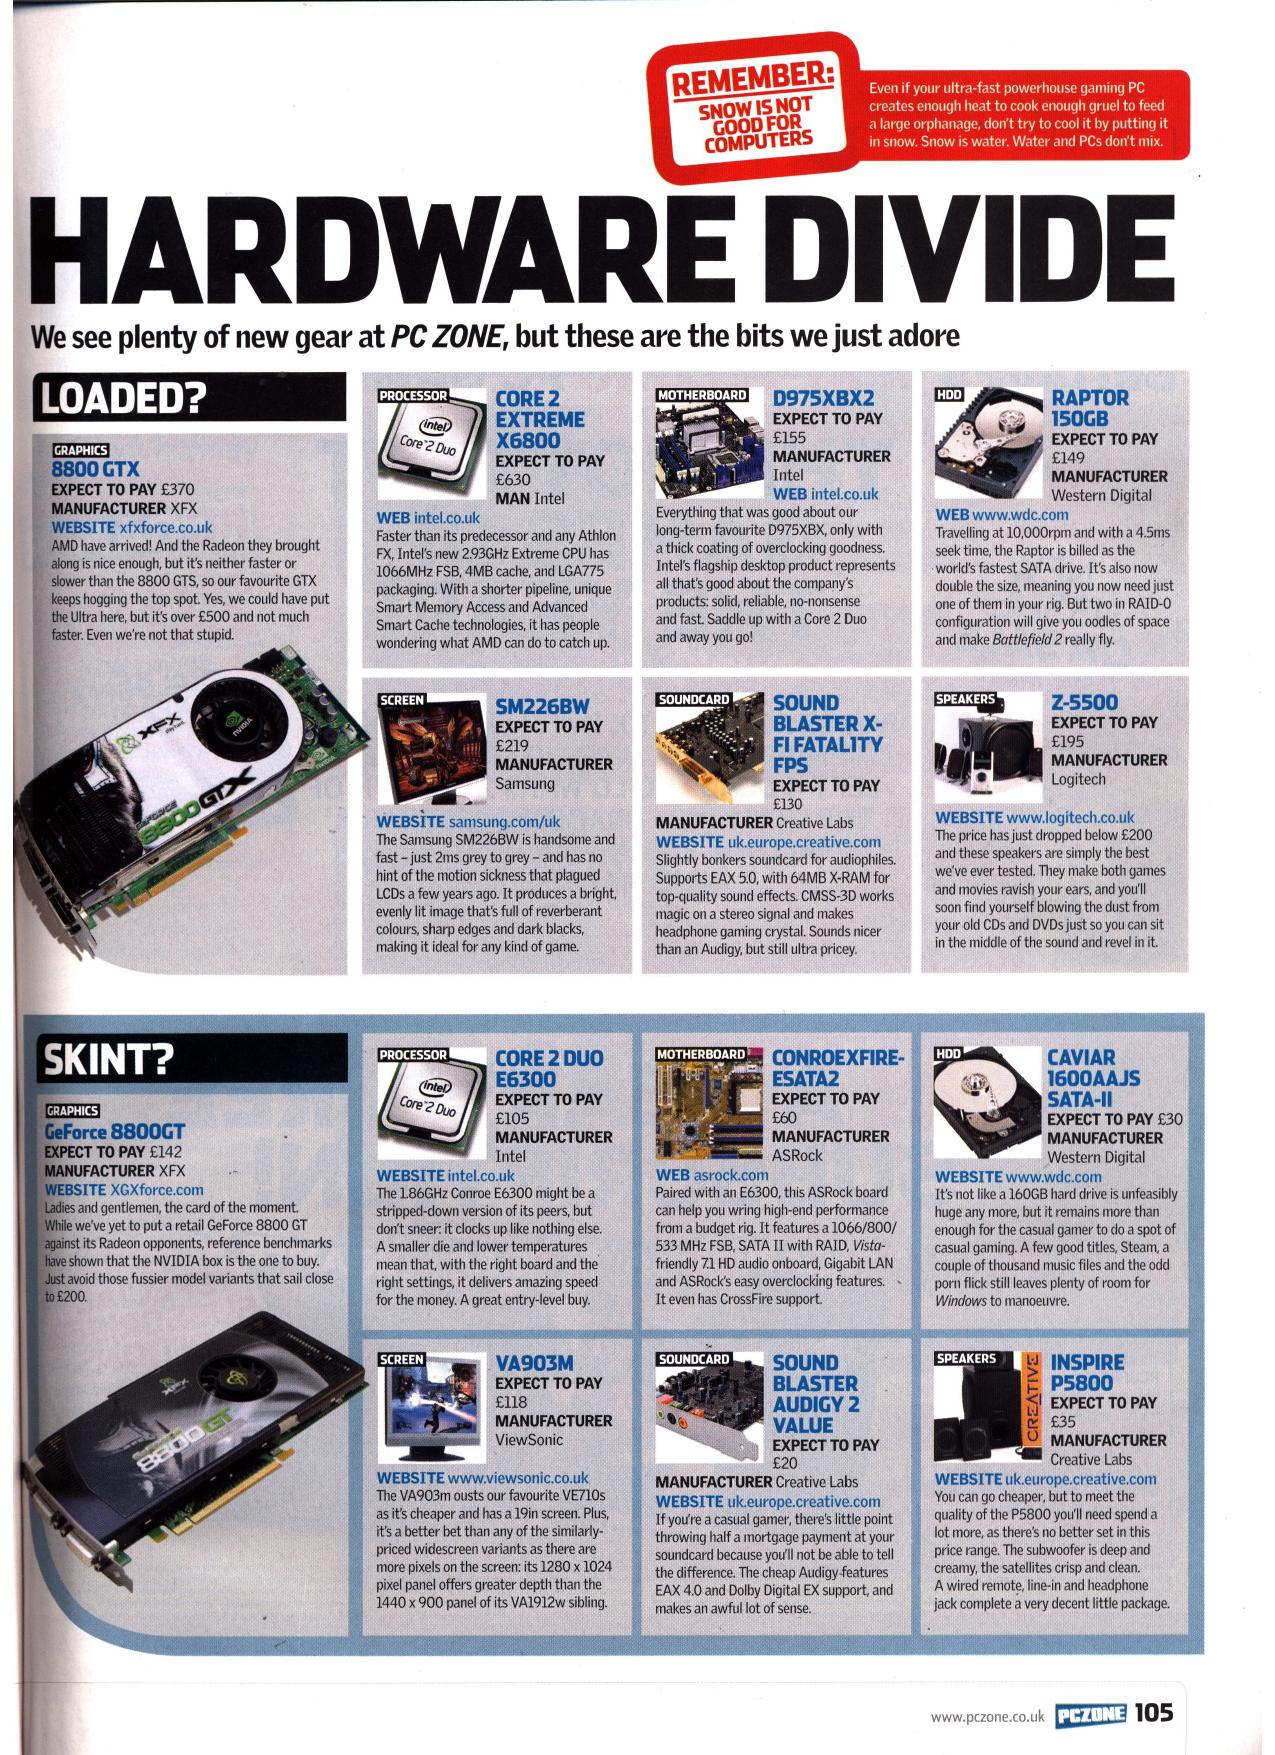 REMEMBER:
SNOW IS NOT
GOOD FOR
COMPUTERS
Even if your ultra-fast powerhouse gaming PC
creates enough heat to cook enough gruel to feed
a large orphanage, don't try to cool it by putting it
in snow. Snow is water. Water and PCs don't mix.
HARDWARE DIVIDE
We see plenty of new gear at PC ZONE, but these are the bits we just adore
LOADED?
GRAPHICS
8800 GTX
EXPECT TO PAY £370
MANUFACTURER XFX
WEBSITE xfxforce.co.uk
AMD have arrived! And the Radeon they brought
along is nice enough, but it's neither faster or
slower than the 8800 GTS, so our favourite GTX
keeps hogging the top spot. Yes, we could have put
the Ultra here, but it's over £500 and not much
faster. Even we're not that stupid.
XFX
NVIDIA
GEFORCE
8800GTX
PROCESSOR
intel
Core 2 Duo
CORE 2
EXTREME
X6800
EXPECT TO PAY
£630
MAN Intel
WEB intel.co.uk
Faster than its predecessor and any Athlon
FX, Intel's new 2.93GHz Extreme CPU has
1066MHz FSB, 4MB cache, and LGA775
packaging. With a shorter pipeline, unique
Smart Memory Access and Advanced
Smart Cache technologies, it has people
wondering what AMD can do to catch up.
MOTHERBOARD
D975XBX2
EXPECT TO PAY
£155
MANUFACTURER
Intel
WEB intel.co.uk
Everything that was good about our
long-term favourite D975XBX, only with
a thick coating of overclocking goodness.
Intel's flagship desktop product represents
all that's good about the company's
products: solid, reliable, no-nonsense
and fast. Saddle up with a Core 2 Duo
and away you go!
HDD
RAPTOR
150GB
EXPECT TO PAY
£149
MANUFACTURER
Western Digital
WEB www.wdc.com
Travelling at 10,000rpm and with a 4.5ms
seek time, the Raptor is billed as the
world's fastest SATA drive. It's also now
double the size, meaning you now need just
one of them in your rig. But two in RAID-0
configuration will give you oodles of space
and make Battlefield 2 really fly.
SCREEN
SM226BW
EXPECT TO PAY
£219
MANUFACTURER
Samsung
WEBSITE samsung.com/uk
The Samsung SM226BW is handsome and
fast – just 2ms grey to grey – and has no
hint of the motion sickness that plagued
LCDs a few years ago. It produces a bright,
evenly lit image that's full of reverberant
colours, sharp edges and dark blacks,
making it ideal for any kind of game.
SOUNDCARD
SOUND
BLASTER X-
FI FATALITY
FPS
EXPECT TO PAY
£130
MANUFACTURER Creative Labs
WEBSITE uk.europe.creative.com
Slightly bonkers soundcard for audiophiles.
Supports EAX 5.0, with 64MB X-RAM for
top-quality sound effects. CMSS-3D works
magic on a stereo signal and makes
headphone gaming crystal. Sounds nicer
than an Audigy, but still ultra pricey.
SPEAKERS
Z-5500
EXPECT TO PAY
£195
MANUFACTURER
Logitech
WEBSITE www.logitech.co.uk
The price has just dropped below £200
and these speakers are simply the best
we've ever tested. They make both games
and movies ravish your ears, and you'll
soon find yourself blowing the dust from
your old CDs and DVDs just so you can sit
in the middle of the sound and revel in it.
SKINT?
GRAPHICS
GeForce 8800GT
EXPECT TO PAY £142
MANUFACTURER XFX
WEBSITE XGXforce.com
Ladies and gentlemen, the card of the moment.
While we've yet to put a retail GeForce 8800 GT
against its Radeon opponents, reference benchmarks
have shown that the NVIDIA box is the one to buy.
Just avoid those fussier model variants that sail close
to £200.
XFX
8800GT
PROCESSOR
intel
Core 2 Duo
CORE 2 DUO
E6300
EXPECT TO PAY
£105
MANUFACTURER
Intel
WEBSITE intel.co.uk
The 1.86GHz Conroe E6300 might be a
stripped-down version of its peers, but
don't sneer: it clocks up like nothing else.
A smaller die and lower temperatures
mean that, with the right board and the
right settings, it delivers amazing speed
for the money. A great entry-level buy.
MOTHERBOARD
CONROEXFIRE-
ESATA2
EXPECT TO PAY
£60
MANUFACTURER
ASRock
WEB asrock.com
Paired with an E6300, this ASRock board
can help you wring high-end performance
from a budget rig. It features a 1066/800/
533 MHz FSB, SATA II with RAID, Vista-
friendly 7.1 HD audio onboard, Gigabit LAN
and ASRock's easy overclocking features.
It even has CrossFire support.
HDD
CAVIAR
1600AAJS
SATA-II
EXPECT TO PAY £30
MANUFACTURER
Western Digital
WEBSITE www.wdc.com
It's not like a 160GB hard drive is unfeasibly
huge any more, but it remains more than
enough for the casual gamer to do a spot of
casual gaming. A few good titles, Steam, a
couple of thousand music files and the odd
porn flick still leaves plenty of room for
Windows to manoeuvre.
SCREEN
VA903M
EXPECT TO PAY
£118
MANUFACTURER
ViewSonic
WEBSITE www.viewsonic.co.uk
The VA903m ousts our favourite VE710s
as it's cheaper and has a 19in screen. Plus,
it's a better bet than any of the similarly-
priced widescreen variants as there are
more pixels on the screen: its 1280 x 1024
pixel panel offers greater depth than the
1440 x 900 panel of its VA1912w sibling.
SOUNDCARD
SOUND
BLASTER
AUDIGY 2
VALUE
EXPECT TO PAY
£20
MANUFACTURER Creative Labs
WEBSITE uk.europe.creative.com
If you're a casual gamer, there's little point
throwing half a mortgage payment at your
soundcard because you'll not be able to tell
the difference. The cheap Audigy features
EAX 4.0 and Dolby Digital EX support, and
makes an awful lot of sense.
SPEAKERS
CREATIVE
INSPIRE
P5800
EXPECT TO PAY
£35
MANUFACTURER
Creative Labs
WEBSITE uk.europe.creative.com
You can go cheaper, but to meet the
quality of the P5800 you'll need spend a
lot more, as there's no better set in this
price range. The subwoofer is deep and
creamy, the satellites crisp and clean.
A wired remote, line-in and headphone
jack complete a very decent little package.
www.pczone.co.uk PCZONE 105